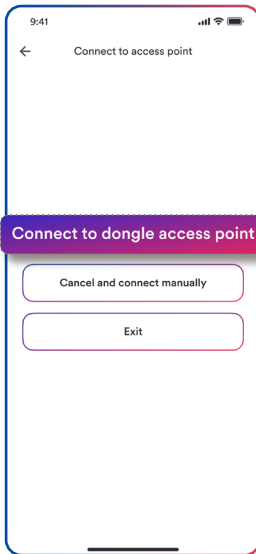 9:41
Connect to access point
Connect to dongle access point
Cancel and connect manually
Exit